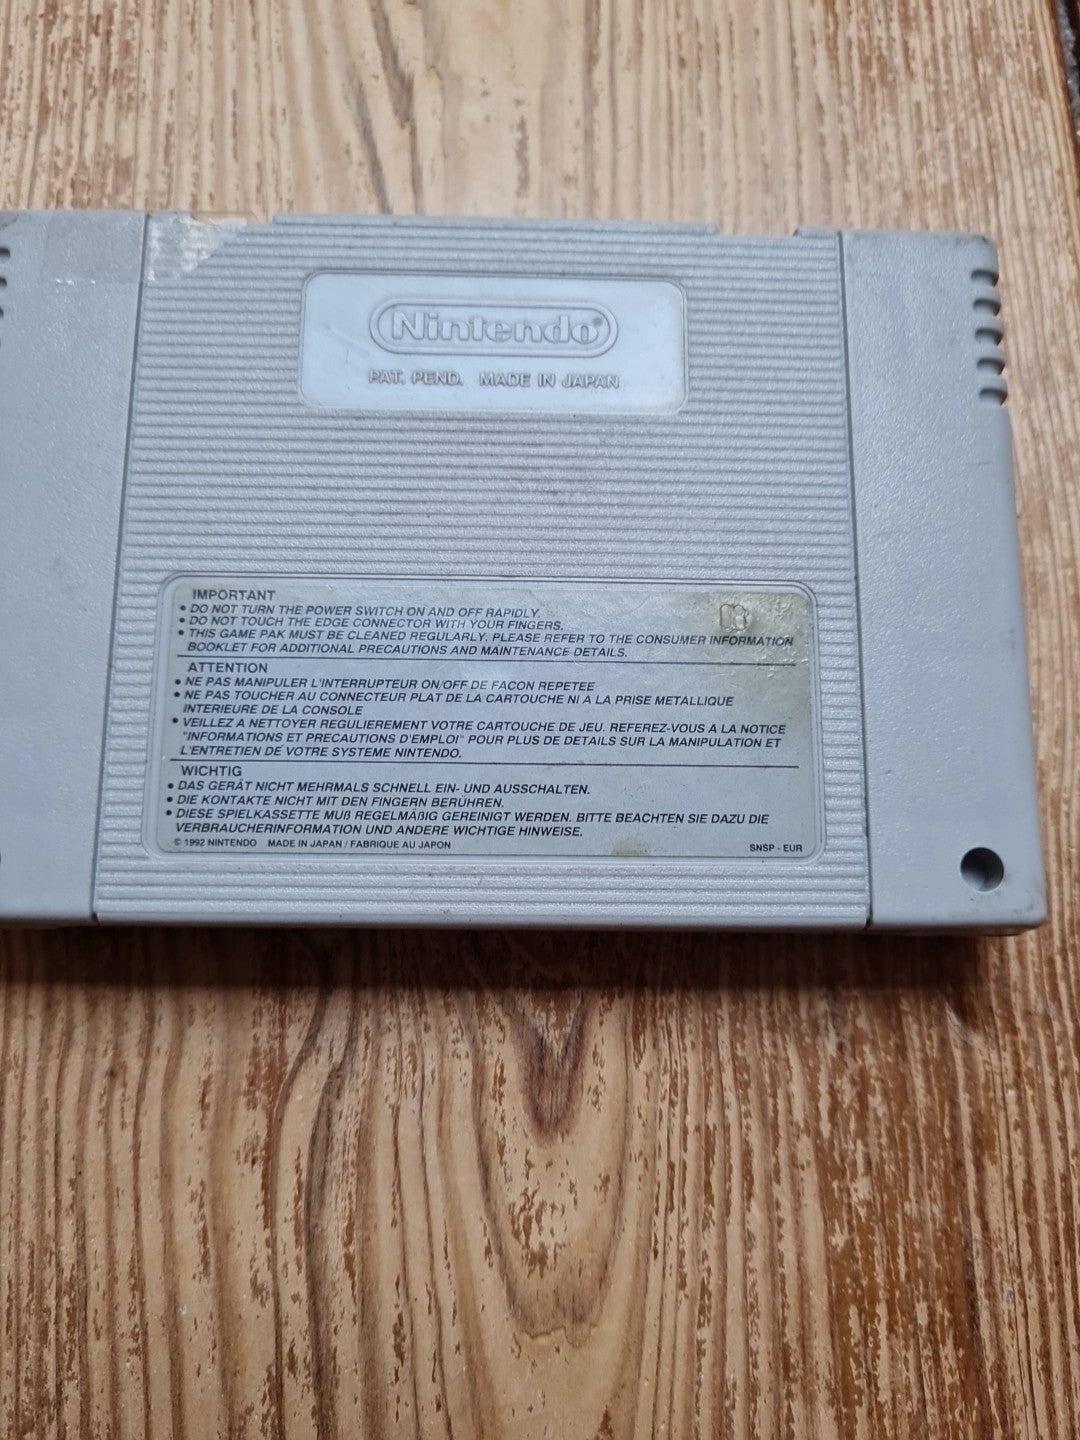 Nintendo®
PAT. PEND. MADE IN JAPAN
IMPORTANT
• DO NOT TURN THE POWER SWITCH ON AND OFF RAPIDLY.
• DO NOT TOUCH THE EDGE CONNECTOR WITH YOUR FINGERS.
• THIS GAME PAK MUST BE CLEANED REGULARLY. PLEASE REFER TO THE CONSUMER INFORMATION
BOOKLET FOR ADDITIONAL PRECAUTIONS AND MAINTENANCE DETAILS.
ATTENTION
• NE PAS MANIPULER L'INTERRUPTEUR ON/OFF DE FACON REPETEE
• NE PAS TOUCHER AU CONNECTEUR PLAT DE LA CARTOUCHE NI A LA PRISE METALLIQUE
INTERIEURE DE LA CONSOLE
• VEILLEZ A NETTOYER REGULIEREMENT VOTRE CARTOUCHE DE JEU. REFEREZ-VOUS A LA NOTICE
"INFORMATIONS ET PRECAUTIONS D'EMPLOI" POUR PLUS DE DETAILS SUR LA MANIPULATION ET
L'ENTRETIEN DE VOTRE SYSTEME NINTENDO.
WICHTIG
• DAS GERÄT NICHT MEHRMALS SCHNELL EIN- UND AUSSCHALTEN.
• DIE KONTAKTE NICHT MIT DEN FINGERN BERÜHREN.
• DIESE SPIELKASSETTE MUß REGELMÄßIG GEREINIGT WERDEN. BITTE BEACHTEN SIE DAZU DIE
VERBRAUCHERINFORMATION UND ANDERE WICHTIGE HINWEISE.
© 1992 NINTENDO MADE IN JAPAN / FABRIQUE AU JAPON SNSP - EUR